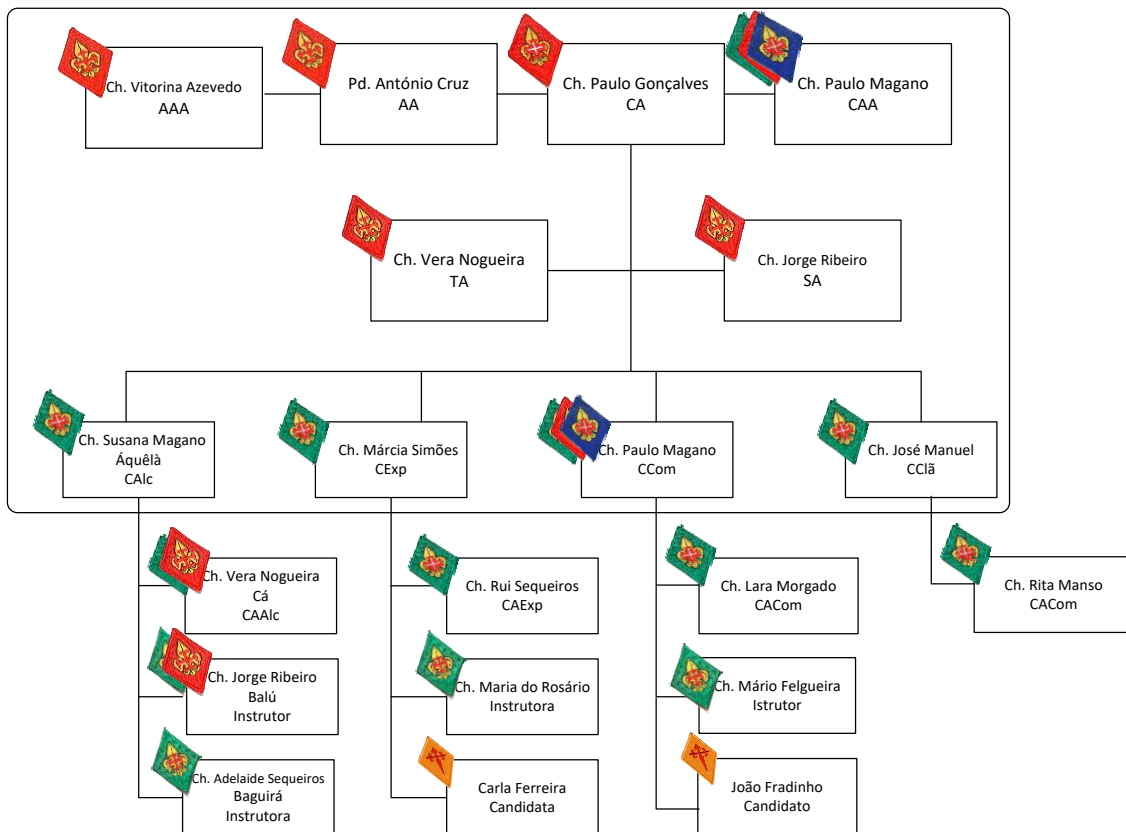 Ch. Vitorina Azevedo
AAA
Pd. António Cruz
AA
Ch. Paulo Gonçalves
CA
Ch. Paulo Magano
CAA
Ch. Vera Nogueira
TA
Ch. Jorge Ribeiro
SA
Ch. Susana Magano
Áquêlà
CAlc
Ch. Márcia Simões
CExp
Ch. Paulo Magano
CCom
Ch. José Manuel
CClã
Ch. Vera Nogueira
Cá
CAAlc
Ch. Rui Sequeiros
CAExp
Ch. Lara Morgado
CACom
Ch. Rita Manso
CACom
Ch. Jorge Ribeiro
Balú
Instrutor
Ch. Maria do Rosário
Instrutora
Ch. Mário Felgueira
Istrutor
Ch. Adelaide Sequeiros
Baguirá
Instrutora
Carla Ferreira
Candidata
João Fradinho
Candidato